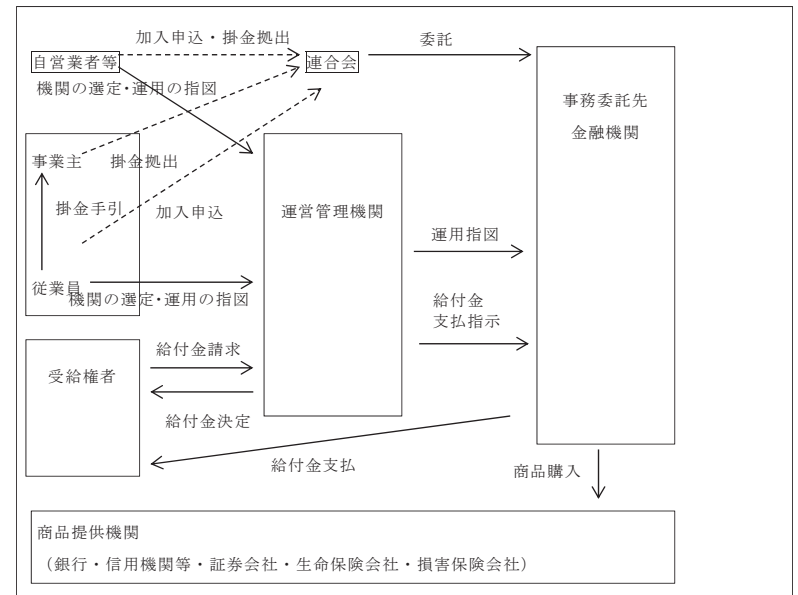 加入申込・掛金拠出
自営業者等
連合会
委託
機関の選定・運用の指図
事務委託先
金融機関
事業主
掛金拠出
掛金手引
加入申込
運営管理機関
運用指図
従業員
機関の選定・運用の指図
給付金
支払指示
給付金請求
受給権者
給付金決定
給付金支払
商品購入
商品提供機関
（銀行・信用機関等・証券会社・生命保険会社・損害保険会社）